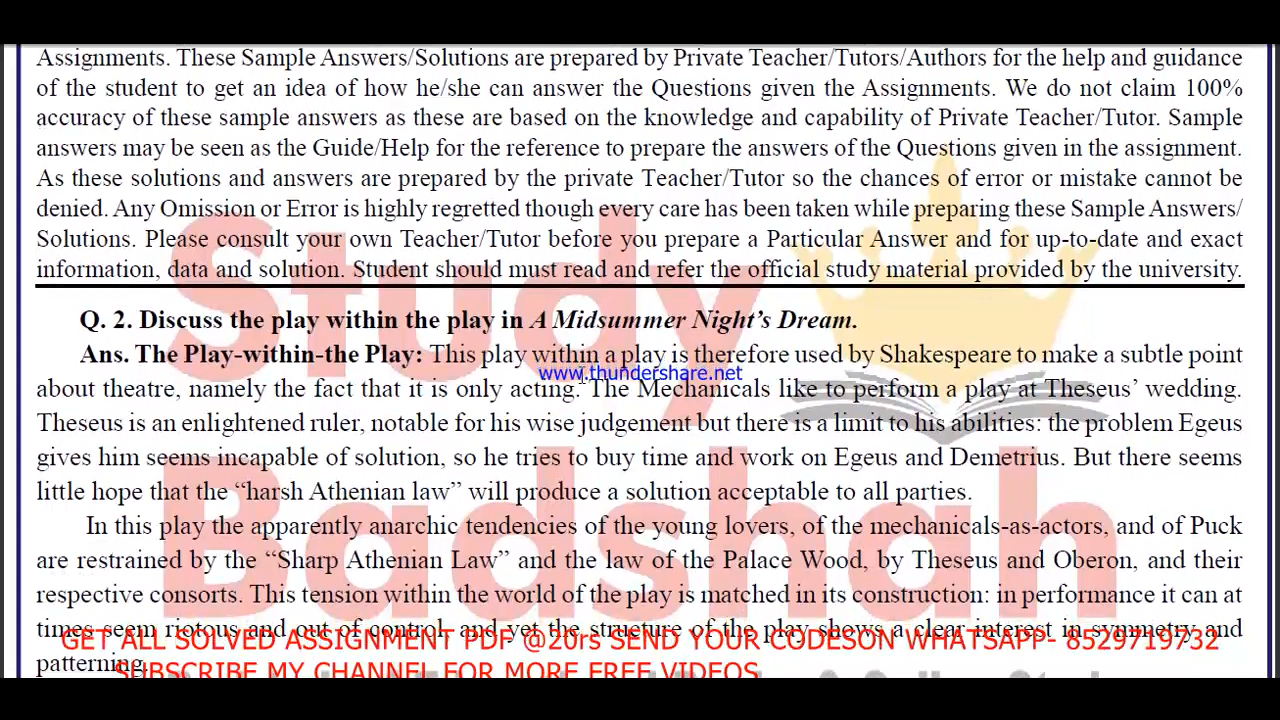 Assignments. These Sample Answers/Solutions are prepared by Private Teacher/Tutors/Authors for the help and guidance
of the student to get an idea of how he/she can answer the Questions given the Assignments. We do not claim 100%
accuracy of these sample answers as these are based on the knowledge and capability of Private Teacher/Tutor. Sample
answers may be seen as the Guide/Help for the reference to prepare the answers of the Questions given in the assignment.
As these solutions and answers are prepared by the private Teacher/Tutor so the chances of error or mistake cannot be
denied. Any Omission or Error is highly regretted though every care has been taken while preparing these Sample Answers/
Solutions. Please consult your own Teacher/Tutor before you prepare a Particular Answer and for up-to-date and exact
information, data and solution. Student should must read and refer the official study material provided by the university.
Study
Q. 2. Discuss the play within the play in A Midsummer Night's Dream.
Ans. The Play-within-the Play: This play within a play is therefore used by Shakespeare to make a subtle point
www.thundershare.net
about theatre, namely the fact that it is only acting. The Mechanicals like to perform a play at Theseus' wedding.
Theseus is an enlightened ruler, notable for his wise judgement but there is a limit to his abilities: the problem Egeus
gives him seems incapable of solution, so he tries to buy time and work on Egeus and Demetrius. But there seems
little hope that the "harsh Athenian law" will produce a solution acceptable to all parties.
Badshah
In this play the apparently anarchic tendencies of the young lovers, of the mechanicals-as-actors, and of Puck
are restrained by the "Sharp Athenian Law" and the law of the Palace Wood, by Theseus and Oberon, and their
respective consorts. This tension within the world of the play is matched in its construction: in performance it can at
times seem riotous and out of control, and yet the structure of the play shows a clear interest in symmetry and
GET ALL SOLVED ASSIGNMENT PDF @20rs SEND YOUR CODESON WHATSAPP- 8529719732
patterning.
SUBSCRIBE MY CHANNEL FOR MORE FREE VIDEOS